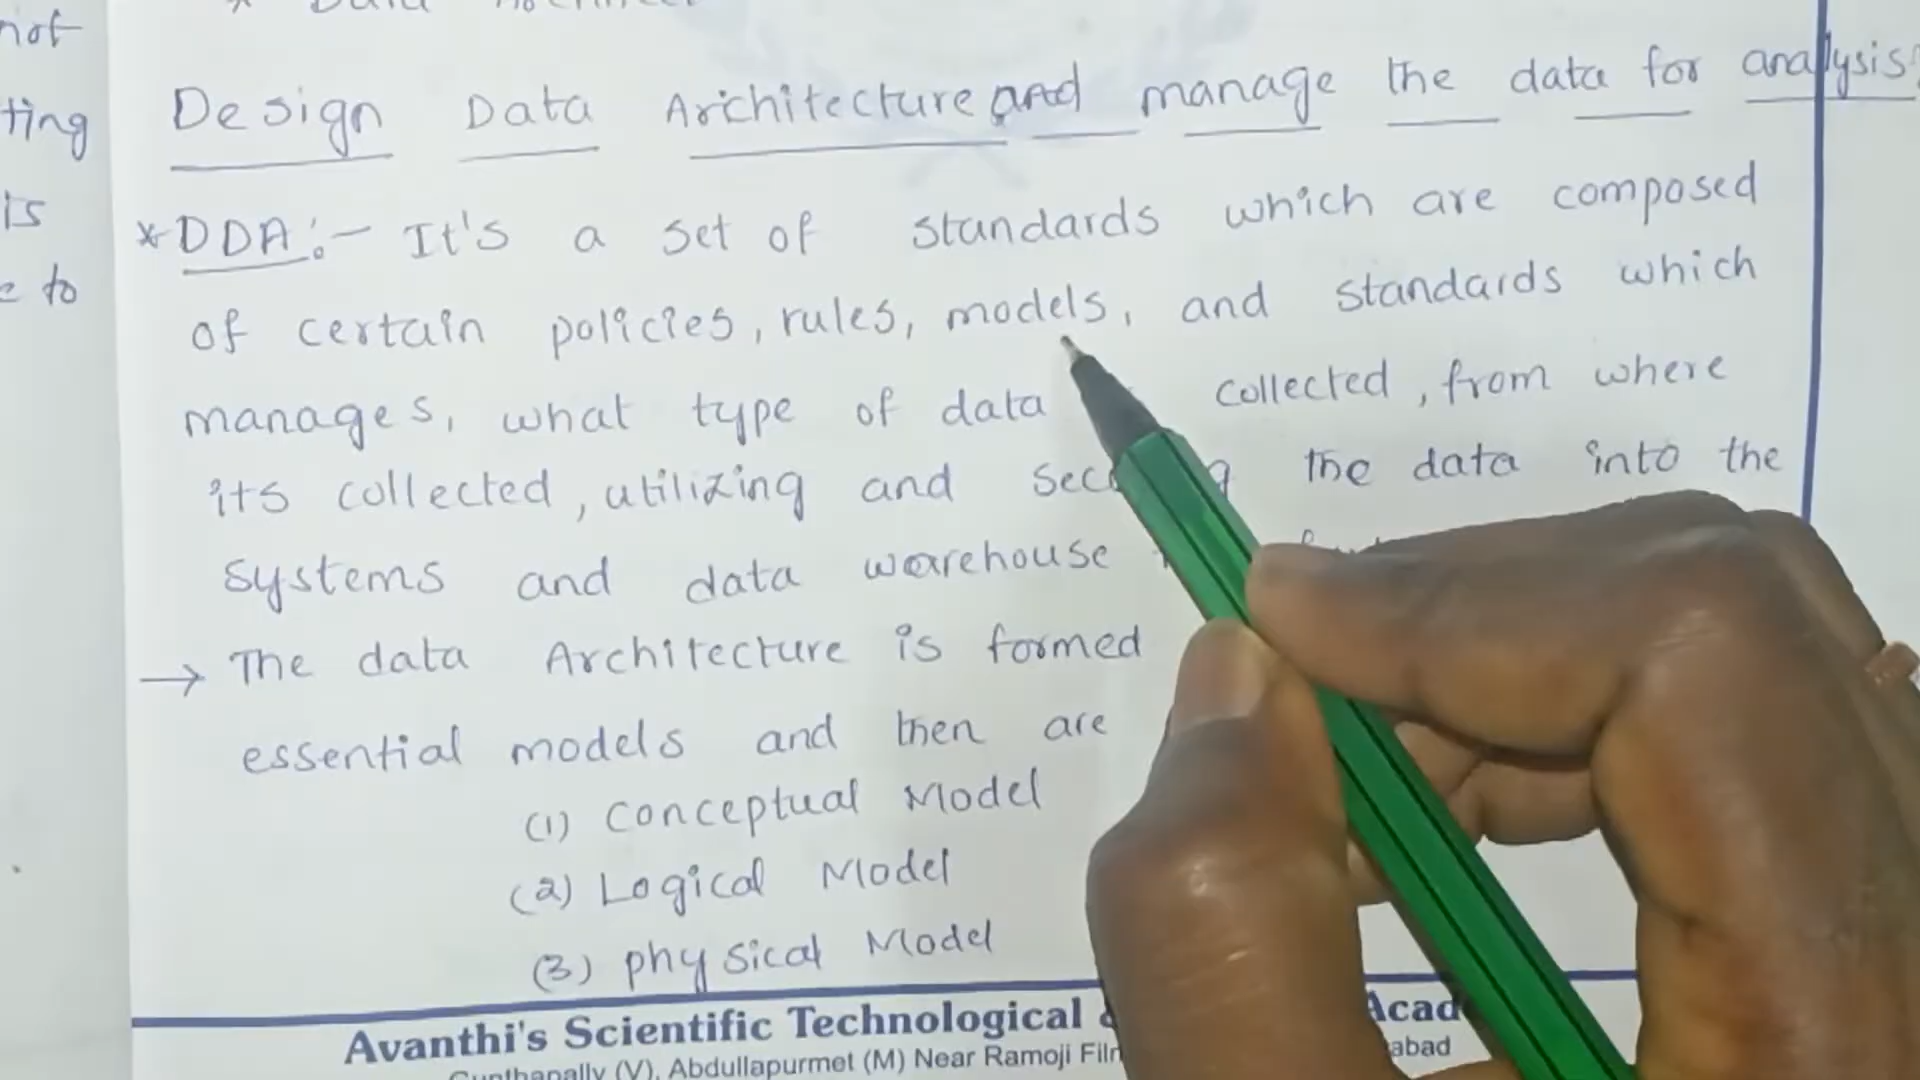 not
ting
is
to
Design Data Architecture and manage the data for analysis:
* DDA:- It's a set of standards which are composed
of certain policies, rules, models, and standards which
manages, what type of data collected, from where
its collected, utilizing and the data into the
systems and data warehouse
→ The data Architecture is formed
essential models and then are
(1) Conceptual Model
(2) Logical Model
(3) physical Model
Avanthi's Scientific Technological &
(V), Abdullapurmet (M) Near Ramoji